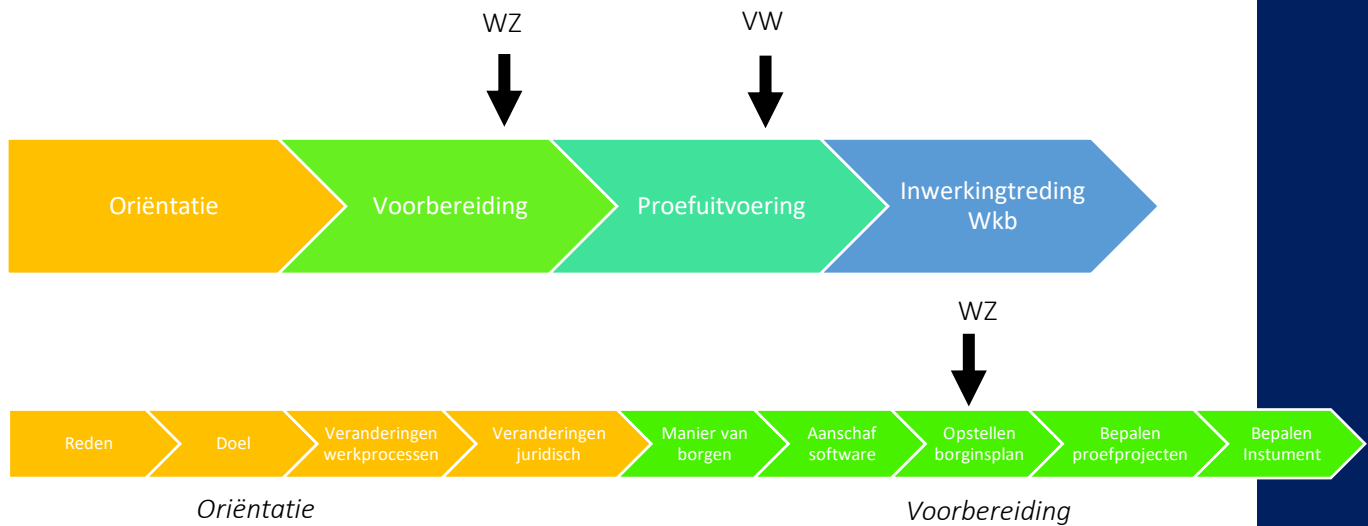 WZ
VW
Oriëntatie
Voorbereiding
Proefuitvoering
Inwerkingtreding
Wkb
WZ
Reden
Doel
Veranderingen
werkprocessen
Veranderingen
juridisch
Manier van
borgen
Aanschaf
software
Opstellen
borginsplan
Bepalen
proefprojecten
Bepalen
Instument
Oriëntatie
Voorbereiding